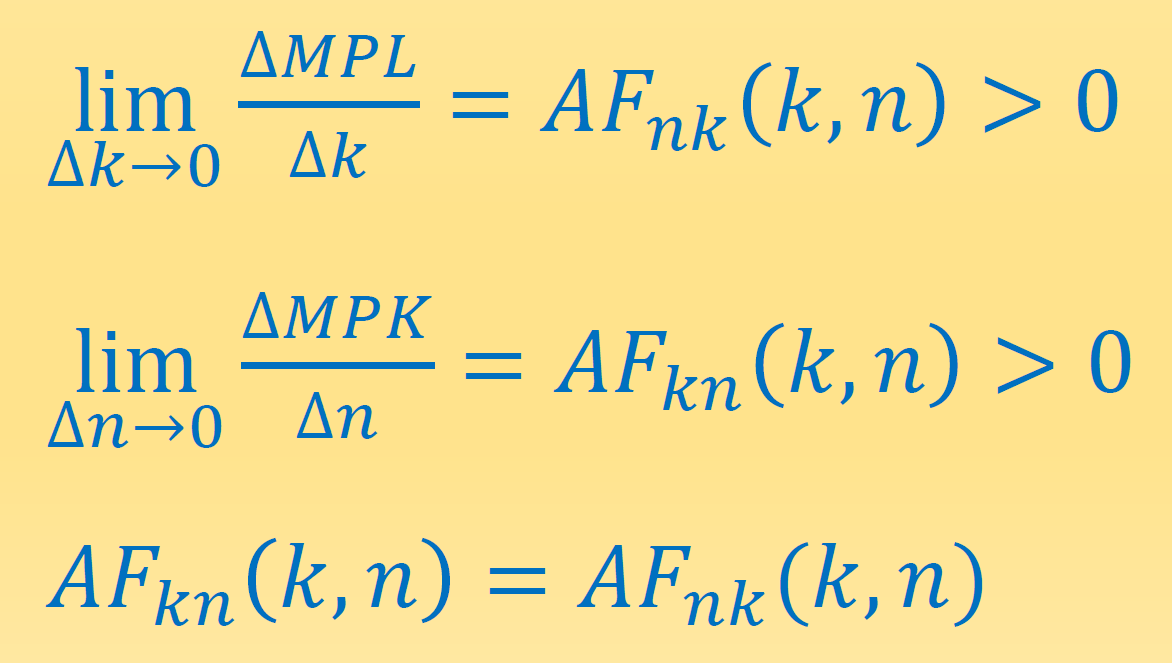 lim_{Δk→0} ΔMPL/Δk = AF_{nk}(k, n) > 0
lim_{Δn→0} ΔMPK/Δn = AF_{kn}(k, n) > 0
AF_{kn}(k, n) = AF_{nk}(k, n)